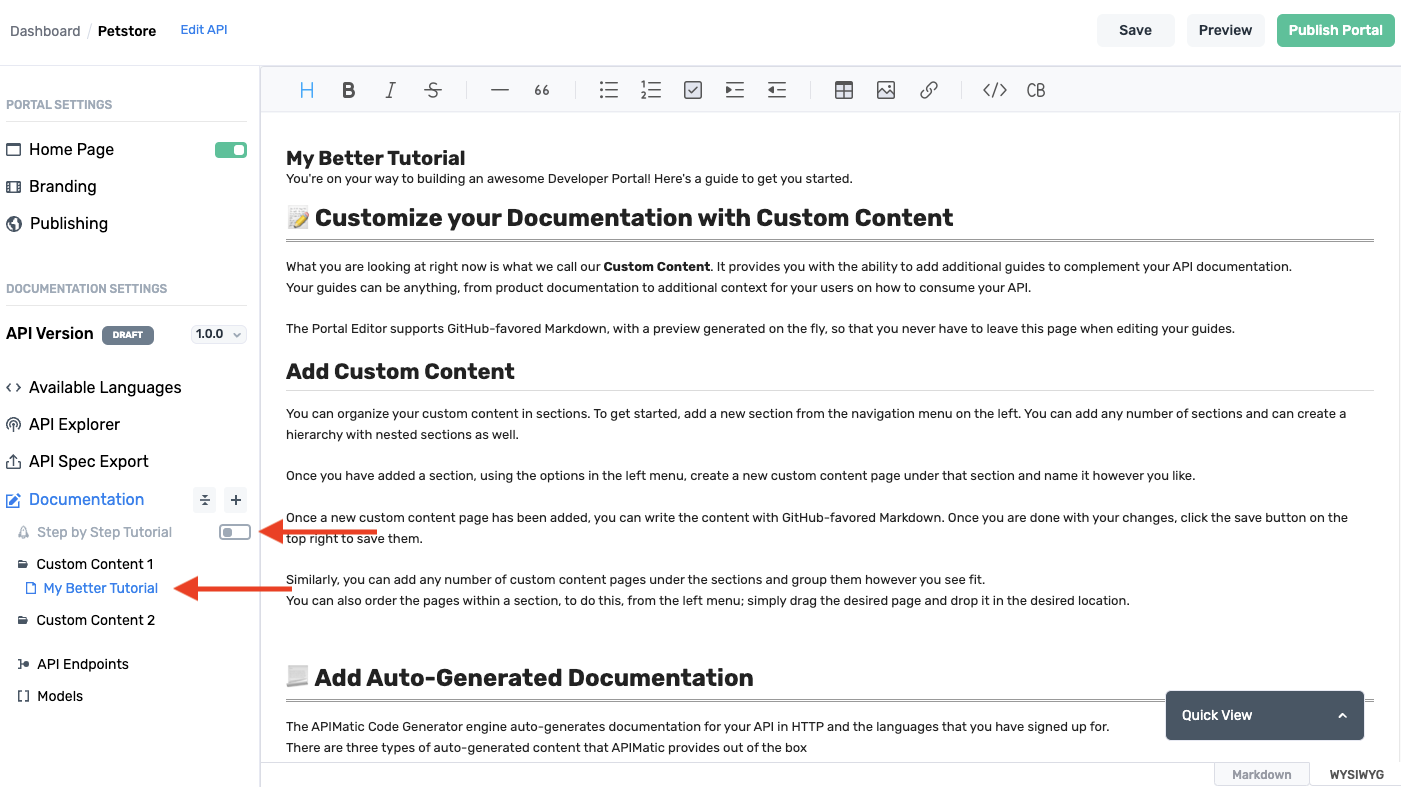 Dashboard / Petstore Edit API Save Preview Publish Portal
PORTAL SETTINGS
Home Page
Branding
Publishing
DOCUMENTATION SETTINGS
API Version DRAFT 1.0.0
Available Languages
API Explorer
API Spec Export
Documentation
Step by Step Tutorial
Custom Content 1
My Better Tutorial
Custom Content 2
API Endpoints
Models
H B I S 66 CB
My Better Tutorial
You're on your way to building an awesome Developer Portal! Here's a guide to get you started.
Customize your Documentation with Custom Content
What you are looking at right now is what we call our Custom Content. It provides you with the ability to add additional guides to complement your API documentation.
Your guides can be anything, from product documentation to additional context for your users on how to consume your API.
The Portal Editor supports GitHub-favored Markdown, with a preview generated on the fly, so that you never have to leave this page when editing your guides.
Add Custom Content
You can organize your custom content in sections. To get started, add a new section from the navigation menu on the left. You can add any number of sections and can create a
hierarchy with nested sections as well.
Once you have added a section, using the options in the left menu, create a new custom content page under that section and name it however you like.
Once a new custom content page has been added, you can write the content with GitHub-favored Markdown. Once you are done with your changes, click the save button on the
top right to save them.
Similarly, you can add any number of custom content pages under the sections and group them however you see fit.
You can also order the pages within a section, to do this, from the left menu; simply drag the desired page and drop it in the desired location.
Add Auto-Generated Documentation
The APIMatic Code Generator engine auto-generates documentation for your API in HTTP and the languages that you have signed up for.
There are three types of auto-generated content that APIMatic provides out of the box
Quick View
Markdown WYSIWYG